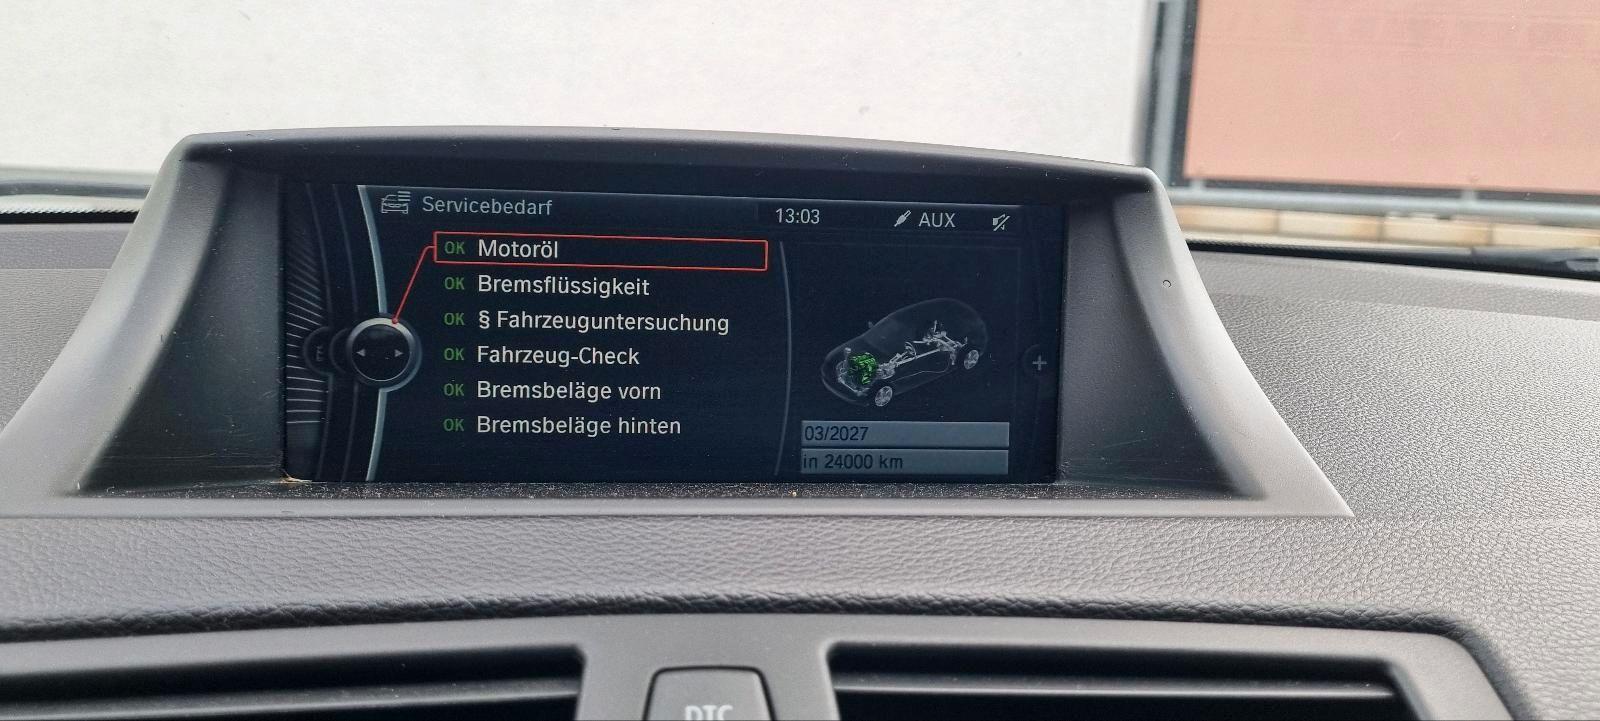 Servicebedarf
13:03
AUX
OK Motoröl
OK Bremsflüssigkeit
OK § Fahrzeuguntersuchung
OK Fahrzeug-Check
OK Bremsbeläge vorn
OK Bremsbeläge hinten
+
03/2027
in 24000 km
DTC